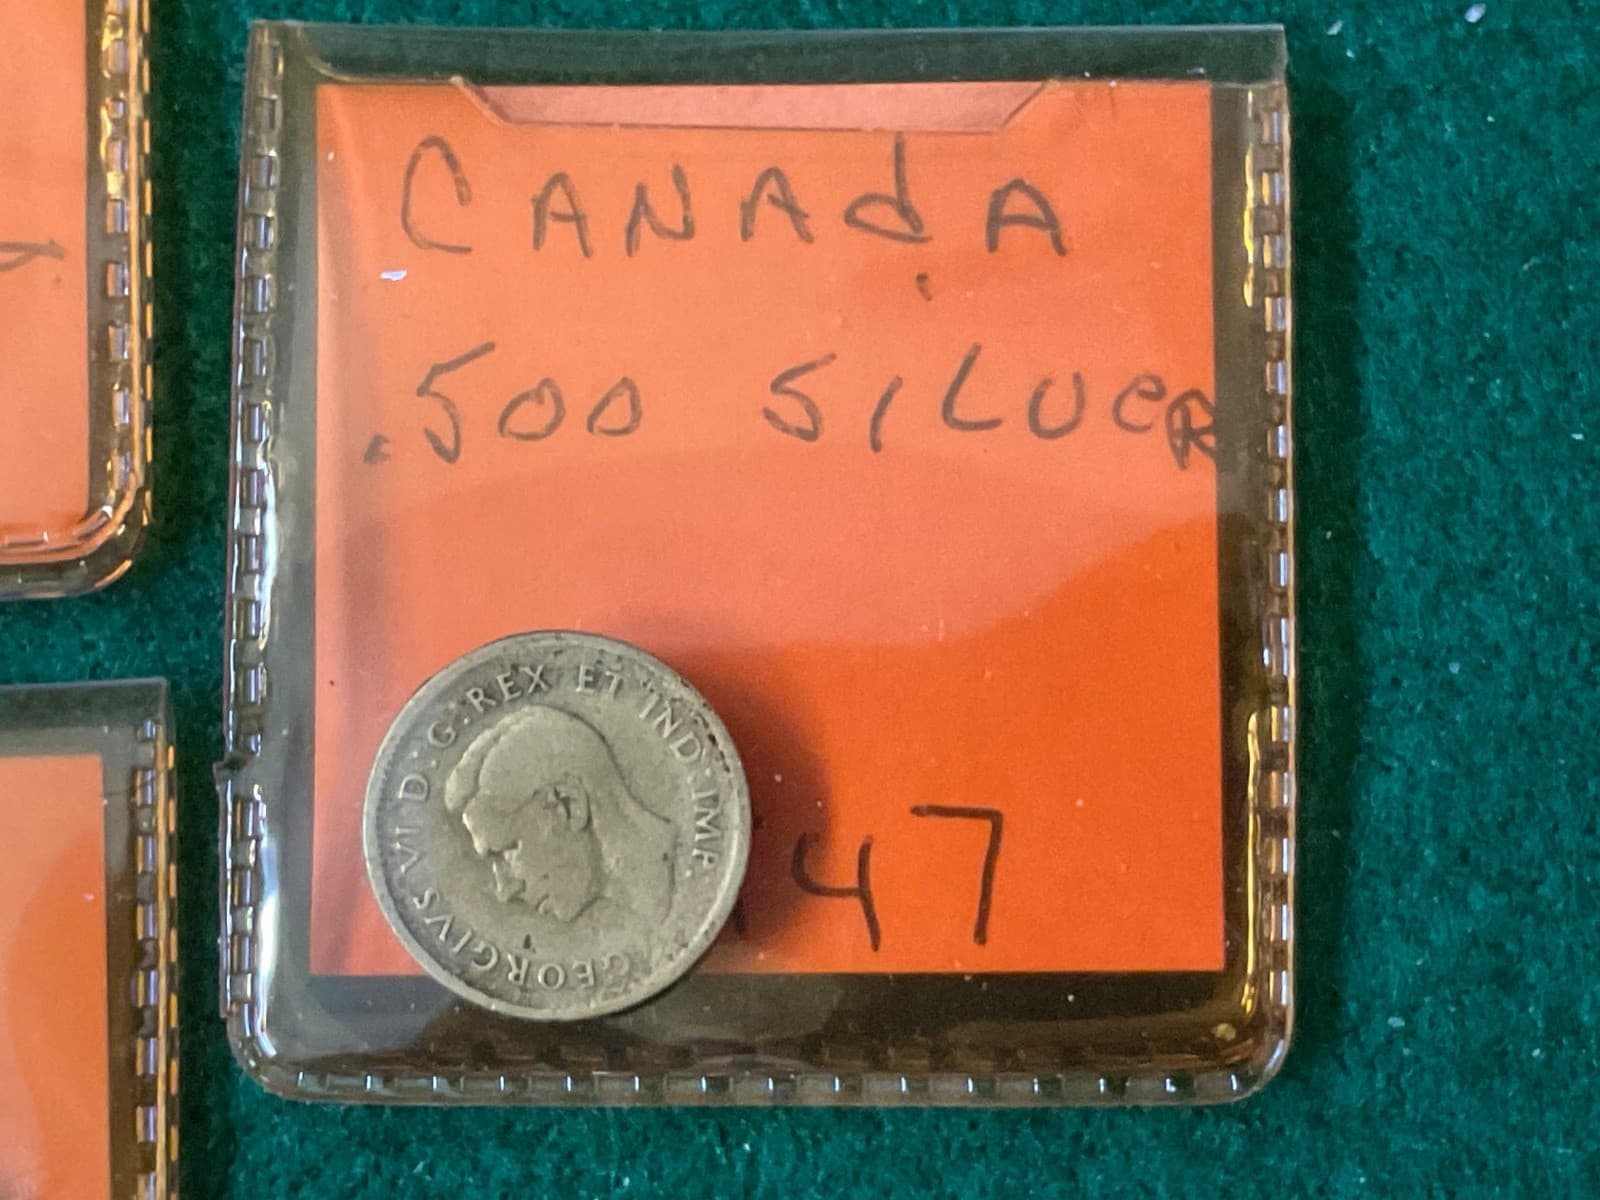 CANAdA
.500 SILVeR
47
GEORGIVS VI D:G:REX ET IND:IMP: